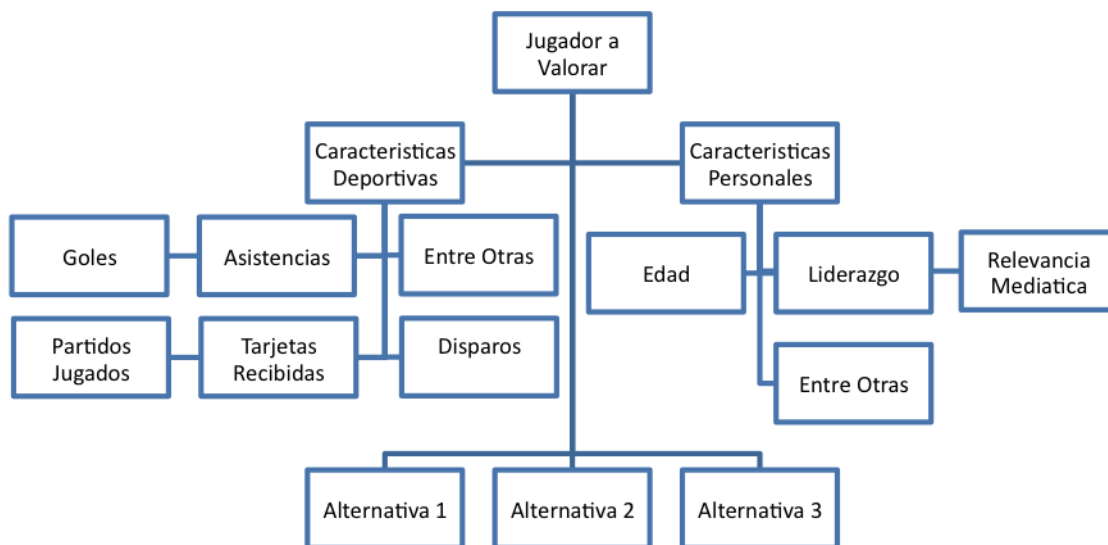 Jugador a
Valorar
Caracteristicas
Deportivas
Caracteristicas
Personales
Goles
Asistencias
Entre Otras
Edad
Liderazgo
Relevancia
Mediatica
Partidos
Jugados
Tarjetas
Recibidas
Disparos
Entre Otras
Alternativa 1
Alternativa 2
Alternativa 3